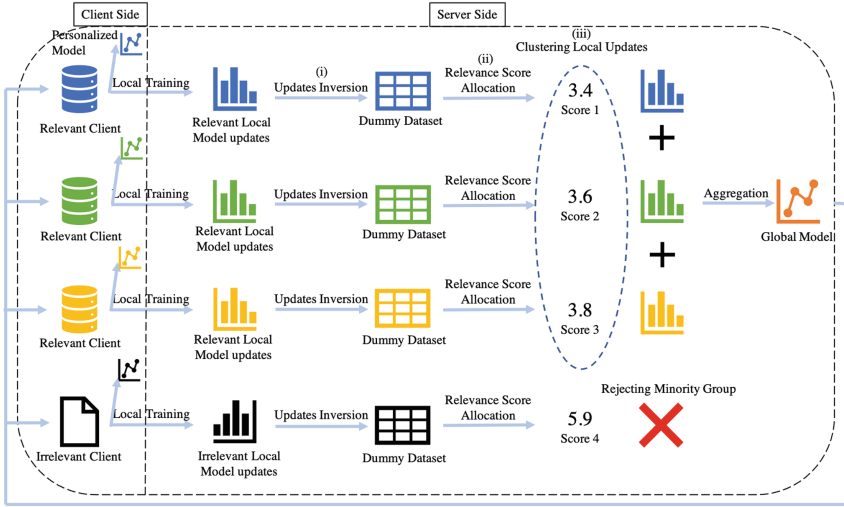 Client Side
Server Side
Personalized
Model
Local Training
Relevant Client
Relevant Local
Model updates
(i)
Updates Inversion
Dummy Dataset
(ii)
Relevance Score
Allocation
(iii)
Clustering Local Updates
3.4
Score 1
+
Local Training
Relevant Client
Relevant Local
Model updates
Updates Inversion
Dummy Dataset
Relevance Score
Allocation
3.6
Score 2
Aggregation
Global Model
+
Local Training
Relevant Client
Relevant Local
Model updates
Updates Inversion
Dummy Dataset
Relevance Score
Allocation
3.8
Score 3
Local Training
Irrelevant Client
Irrelevant Local
Model updates
Updates Inversion
Dummy Dataset
Relevance Score
Allocation
5.9
Score 4
Rejecting Minority Group